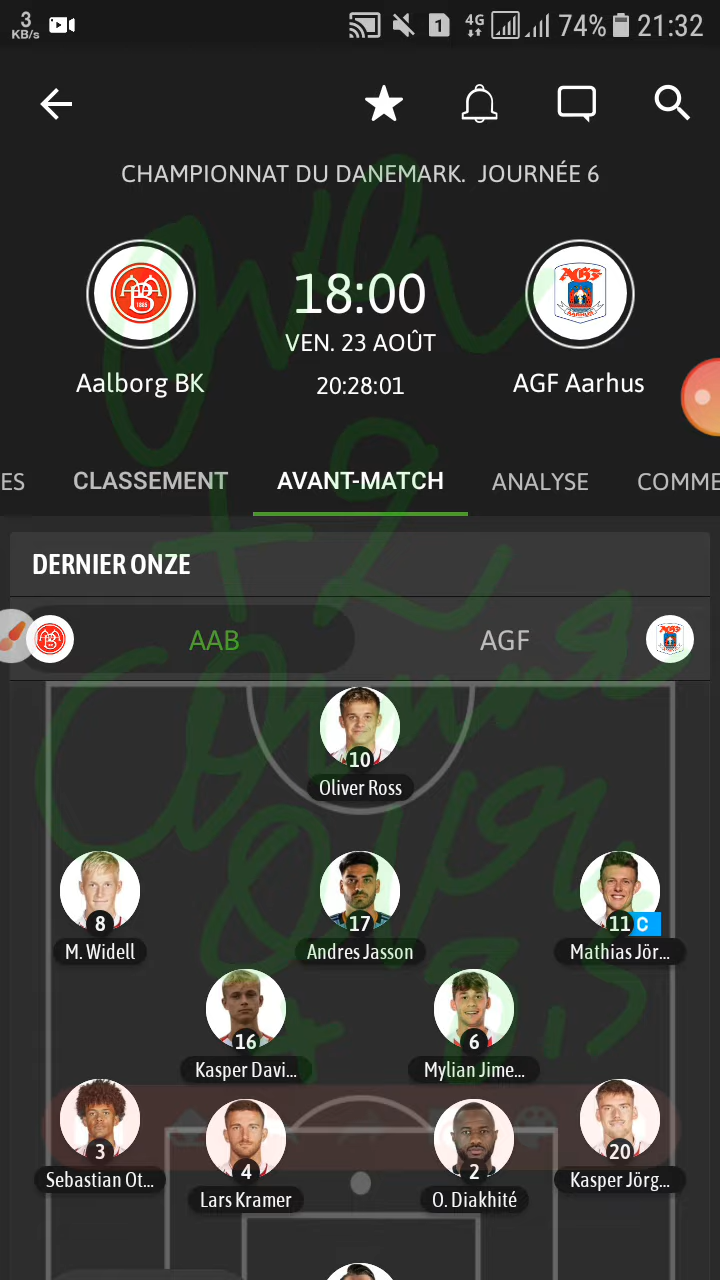 3
KB/s
1
4G
74%
21:32
CHAMPIONNAT DU DANEMARK. JOURNÉE 6
18:00
VEN. 23 AOÛT
20:28:01
Aalborg BK
AGF Aarhus
ES
CLASSEMENT
AVANT-MATCH
ANALYSE
COMME
DERNIER ONZE
AAB
AGF
+2
10
Oliver Ross
8
M. Widell
17
Andres Jasson
11 C
Mathias Jör...
16
Kasper Davi...
6
Mylian Jime...
3
Sebastian Ot...
4
Lars Kramer
2
O. Diakhité
20
Kasper Jörg...